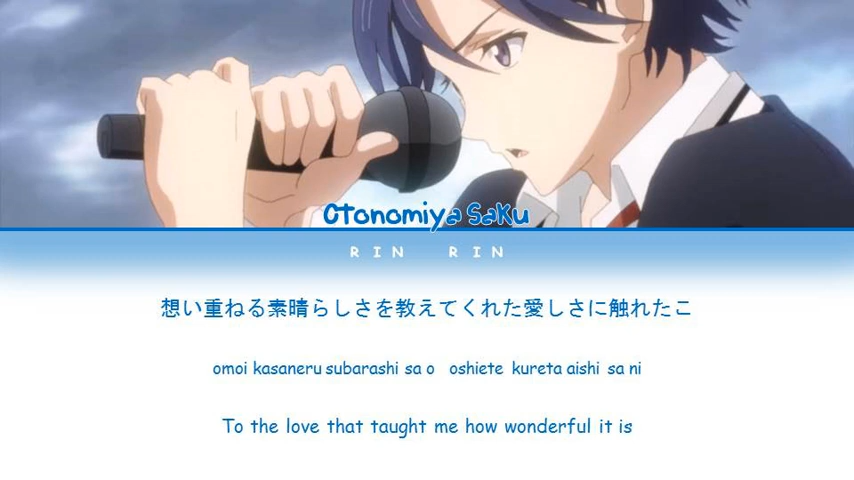 Otonomiya Saku
RIN RIN
想い重ねる素晴らしさを教えてくれた愛しさに触れたこ
omoi kasaneru subarashi sa o oshiete kureta aishi sa ni
To the love that taught me how wonderful it is